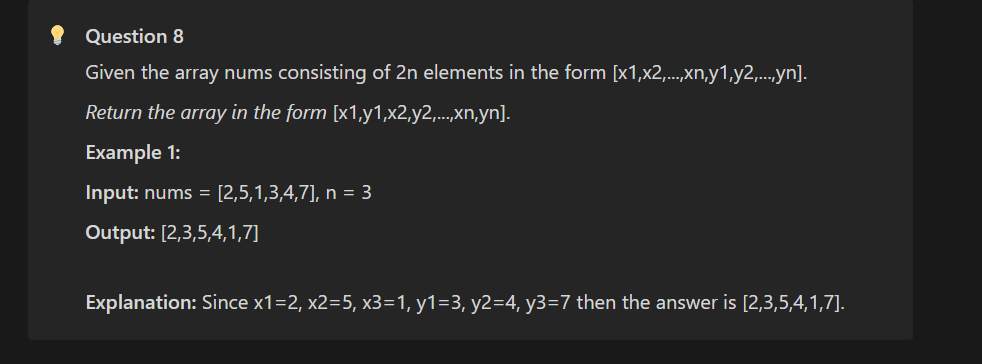 Question 8
Given the array nums consisting of 2n elements in the form [x1,x2,...,xn,y1,y2,...,yn].
Return the array in the form [x1,y1,x2,y2,...,xn,yn].
Example 1:
Input: nums = [2,5,1,3,4,7], n = 3
Output: [2,3,5,4,1,7]
Explanation: Since x1=2, x2=5, x3=1, y1=3, y2=4, y3=7 then the answer is [2,3,5,4,1,7].